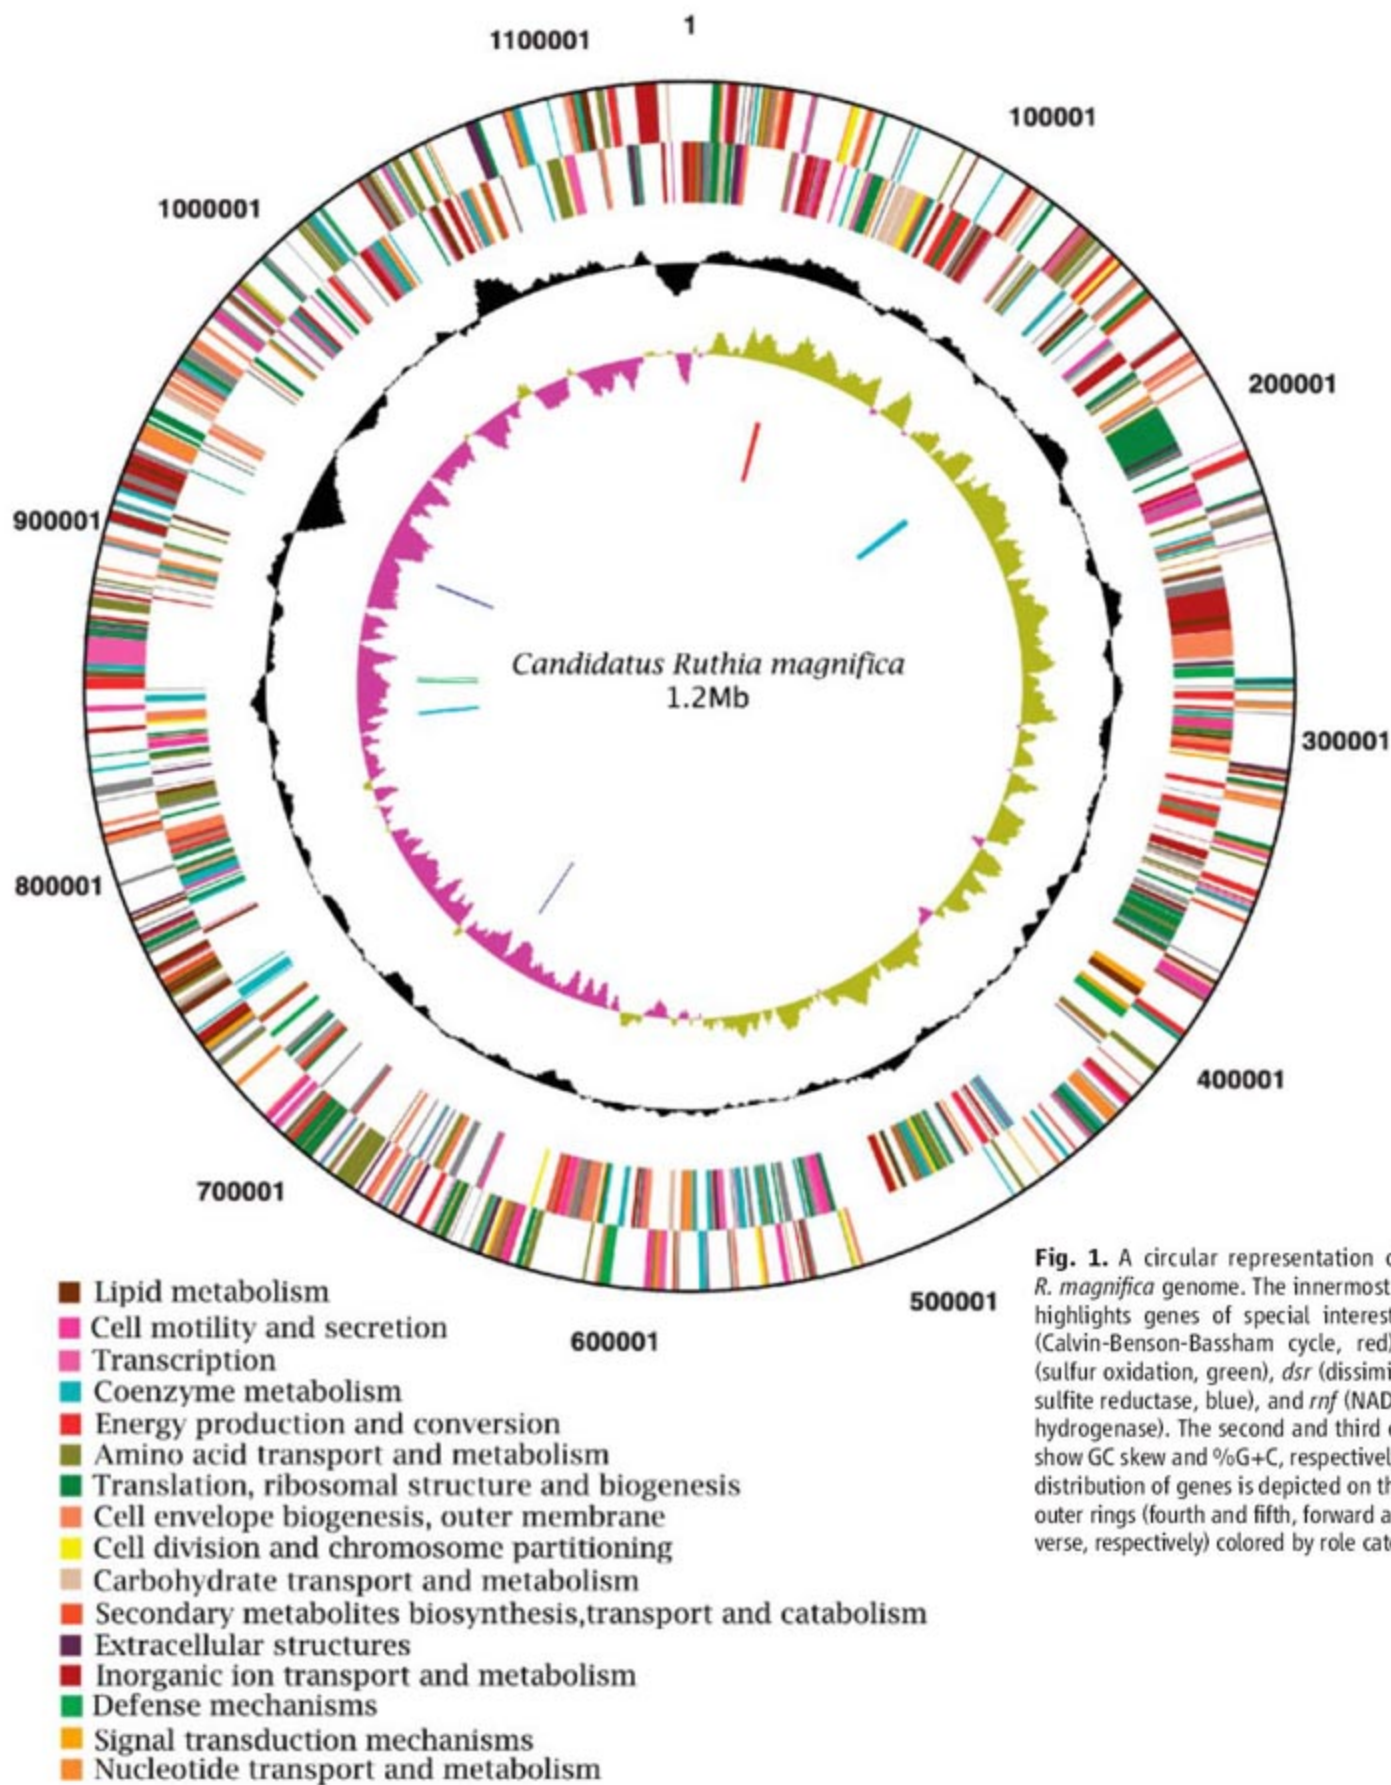 1
1100001
100001
1000001
200001
900001
Candidatus Ruthia magnifica
1.2Mb
300001
800001
400001
700001
500001
600001
Lipid metabolism
Cell motility and secretion
Transcription
Coenzyme metabolism
Energy production and conversion
Amino acid transport and metabolism
Translation, ribosomal structure and biogenesis
Cell envelope biogenesis, outer membrane
Cell division and chromosome partitioning
Carbohydrate transport and metabolism
Secondary metabolites biosynthesis,transport and catabolism
Extracellular structures
Inorganic ion transport and metabolism
Defense mechanisms
Signal transduction mechanisms
Nucleotide transport and metabolism
Fig. 1. A circular representation
R. magnifica genome. The innermost
highlights genes of special interest
(Calvin-Benson-Bassham cycle, red)
(sulfur oxidation, green), dsr (dissimi
sulfite reductase, blue), and rnf (NAD
hydrogenase). The second and third
show GC skew and %G+C, respectivel
distribution of genes is depicted on th
outer rings (fourth and fifth, forward a
verse, respectively) colored by role cat